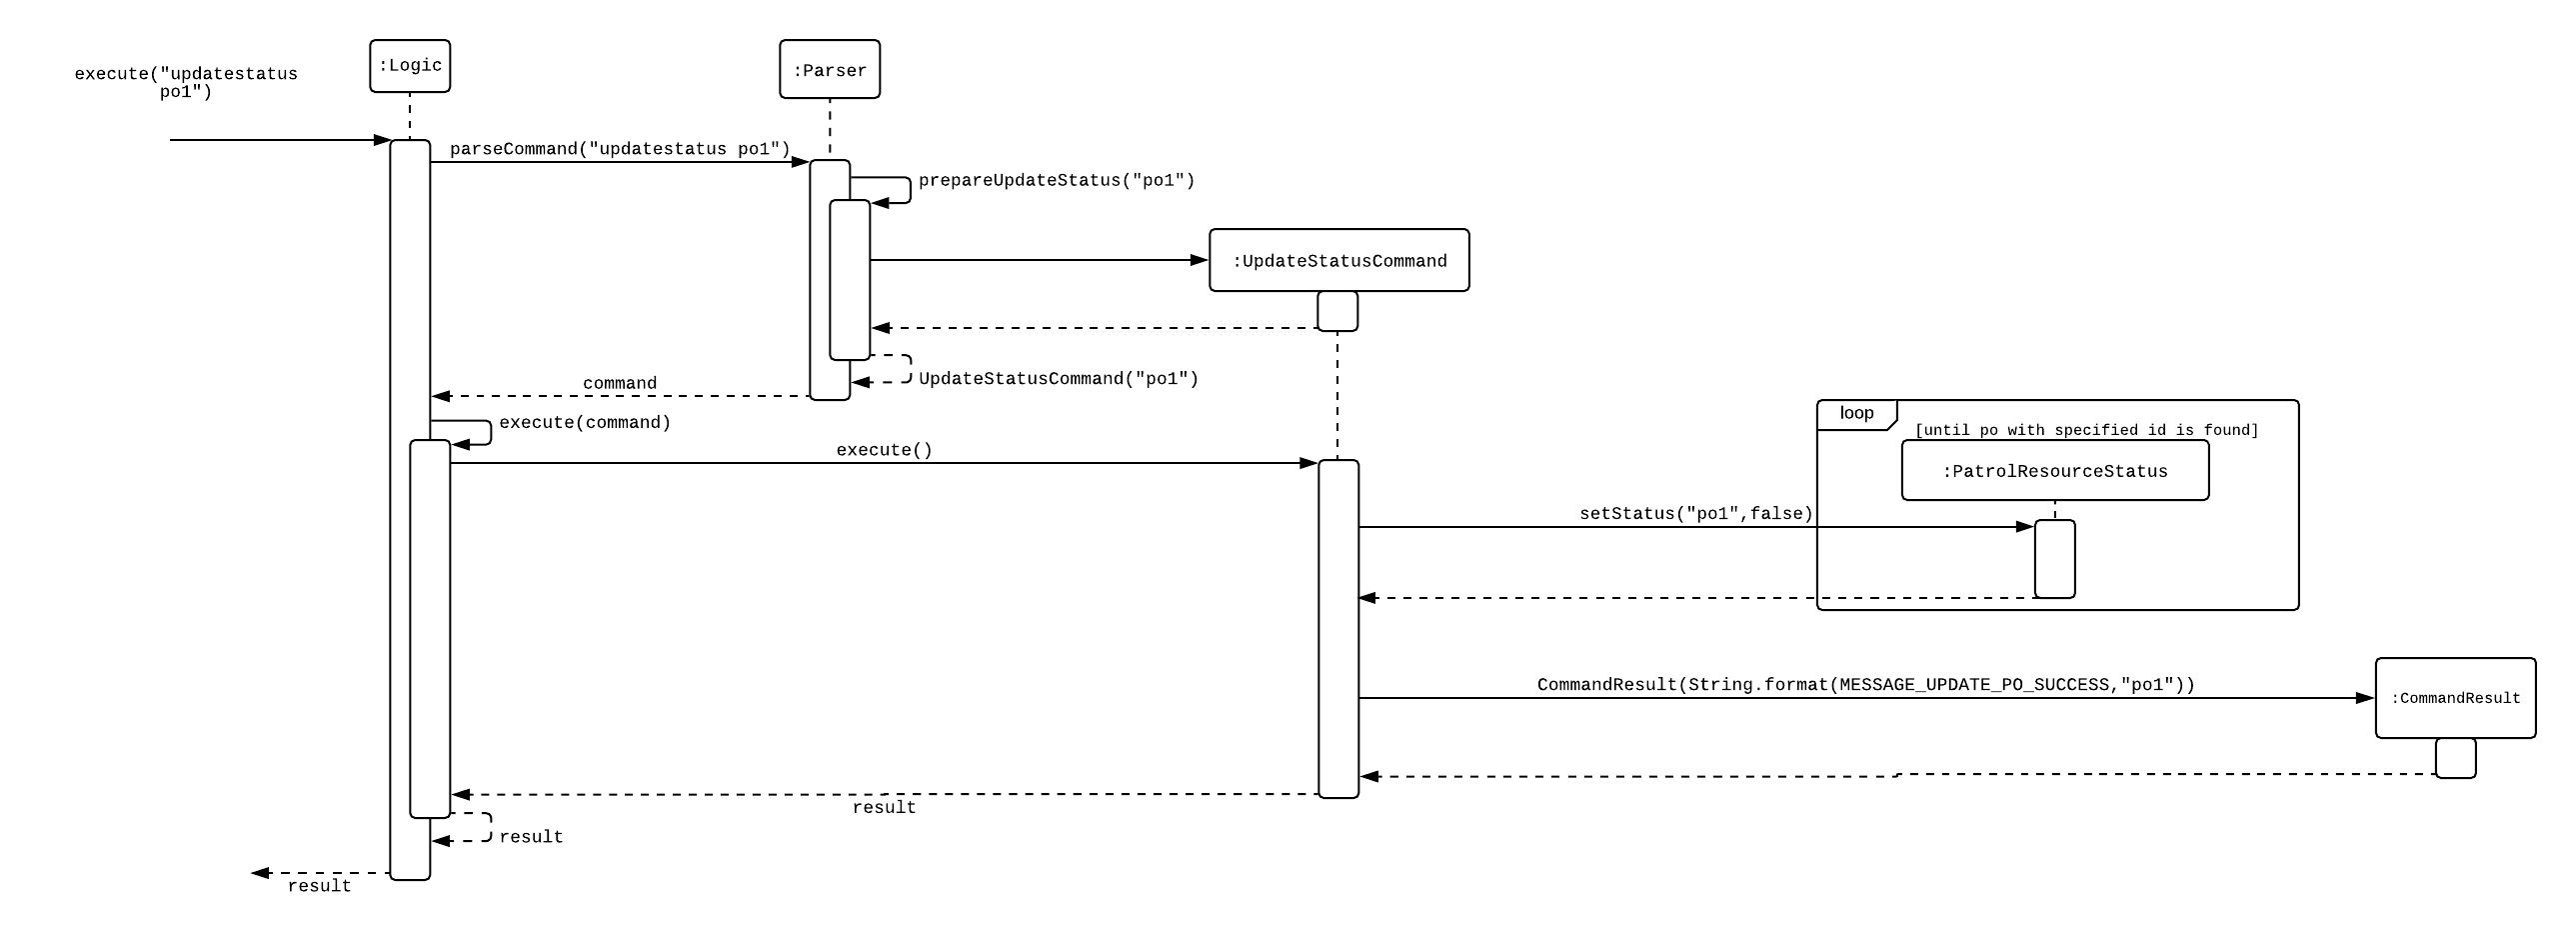 :Logic
:Parser
execute("updatestatus
po1")
parseCommand("updatestatus po1")
prepareUpdateStatus("po1")
:UpdateStatusCommand
UpdateStatusCommand("po1")
command
execute(command)
loop
[until po with specified id is found]
execute()
:PatrolResourceStatus
setStatus("po1",false)
CommandResult(String.format(MESSAGE_UPDATE_PO_SUCCESS,"po1"))
:CommandResult
result
result
result